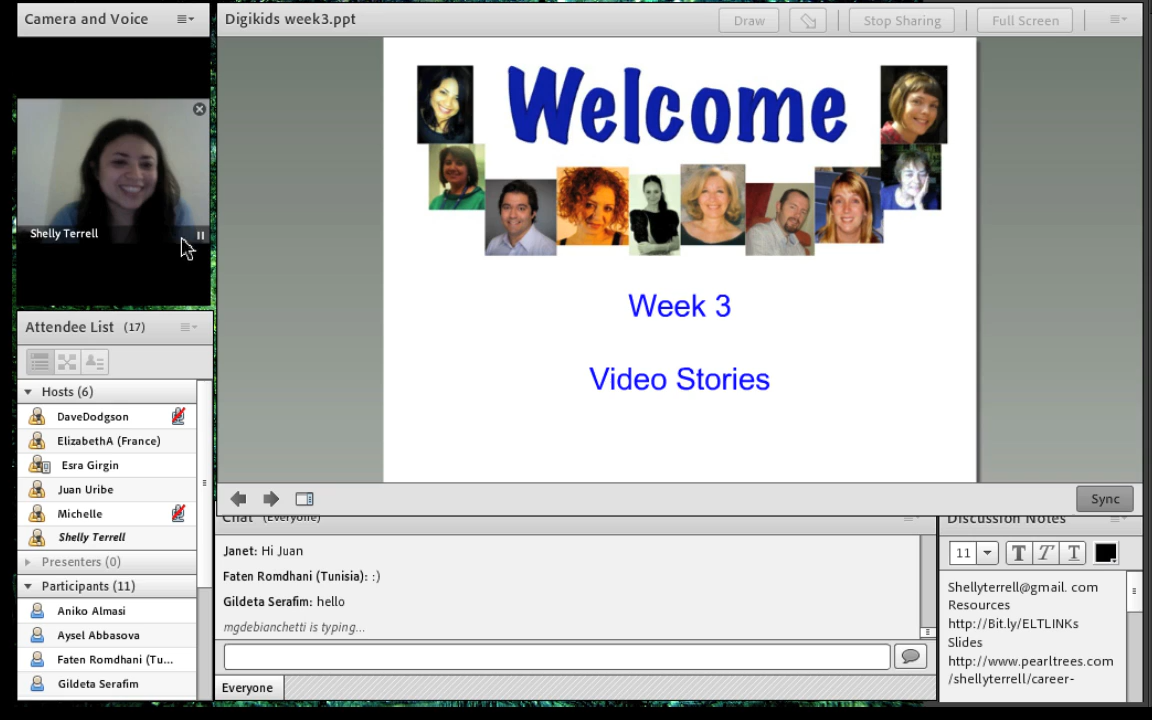 Camera and Voice
Shelly Terrell
Attendee List (17)
Hosts (6)
DaveDodgson
ElizabethA (France)
Esra Girgin
Juan Uribe
Michelle
Shelly Terrell
Presenters (0)
Participants (11)
Aniko Almasi
Aysel Abbasova
Faten Romdhani (Tu...
Gildeta Serafim
Digikids week3.ppt
Draw
Stop Sharing
Full Screen
Welcome
Week 3
Video Stories
Sync
Chat (Everyone)
Janet: Hi Juan
Faten Romdhani (Tunisia): :)
Gildeta Serafim: hello
mgdebianchetti is typing...
Everyone
Discussion Notes
11 T T T
Shellyterrell@gmail. com
Resources
http://Bit.ly/ELTLINKs
Slides
http://www.pearltrees.com
/shellyterrell/career-